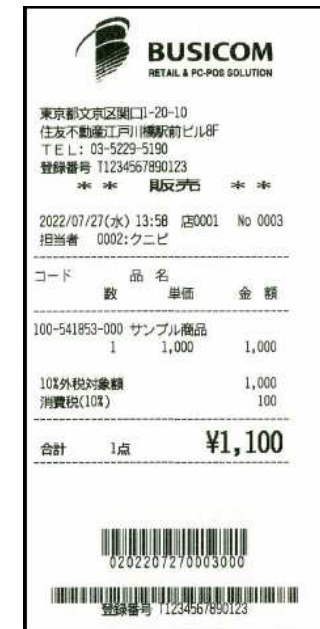 BUSICOM
RETAIL & PC-POS SOLUTION
東京都文京区関口1-20-10
住友不動産江戸川橋駅前ビル8F
TEL: 03-5229-5190
登録番号 T1234567890123
** 販売 **
2022/07/27(水) 13:58 店0001 No 0003
担当者 0002:クニビ
コード 品 名
数 単価 金 額
100-541853-000 サンプル商品
1 1,000 1,000
10%外税対象額 1,000
消費税(10%) 100
合計 1点 ¥1,100
0202207270003000
登録番号 T1234567890123